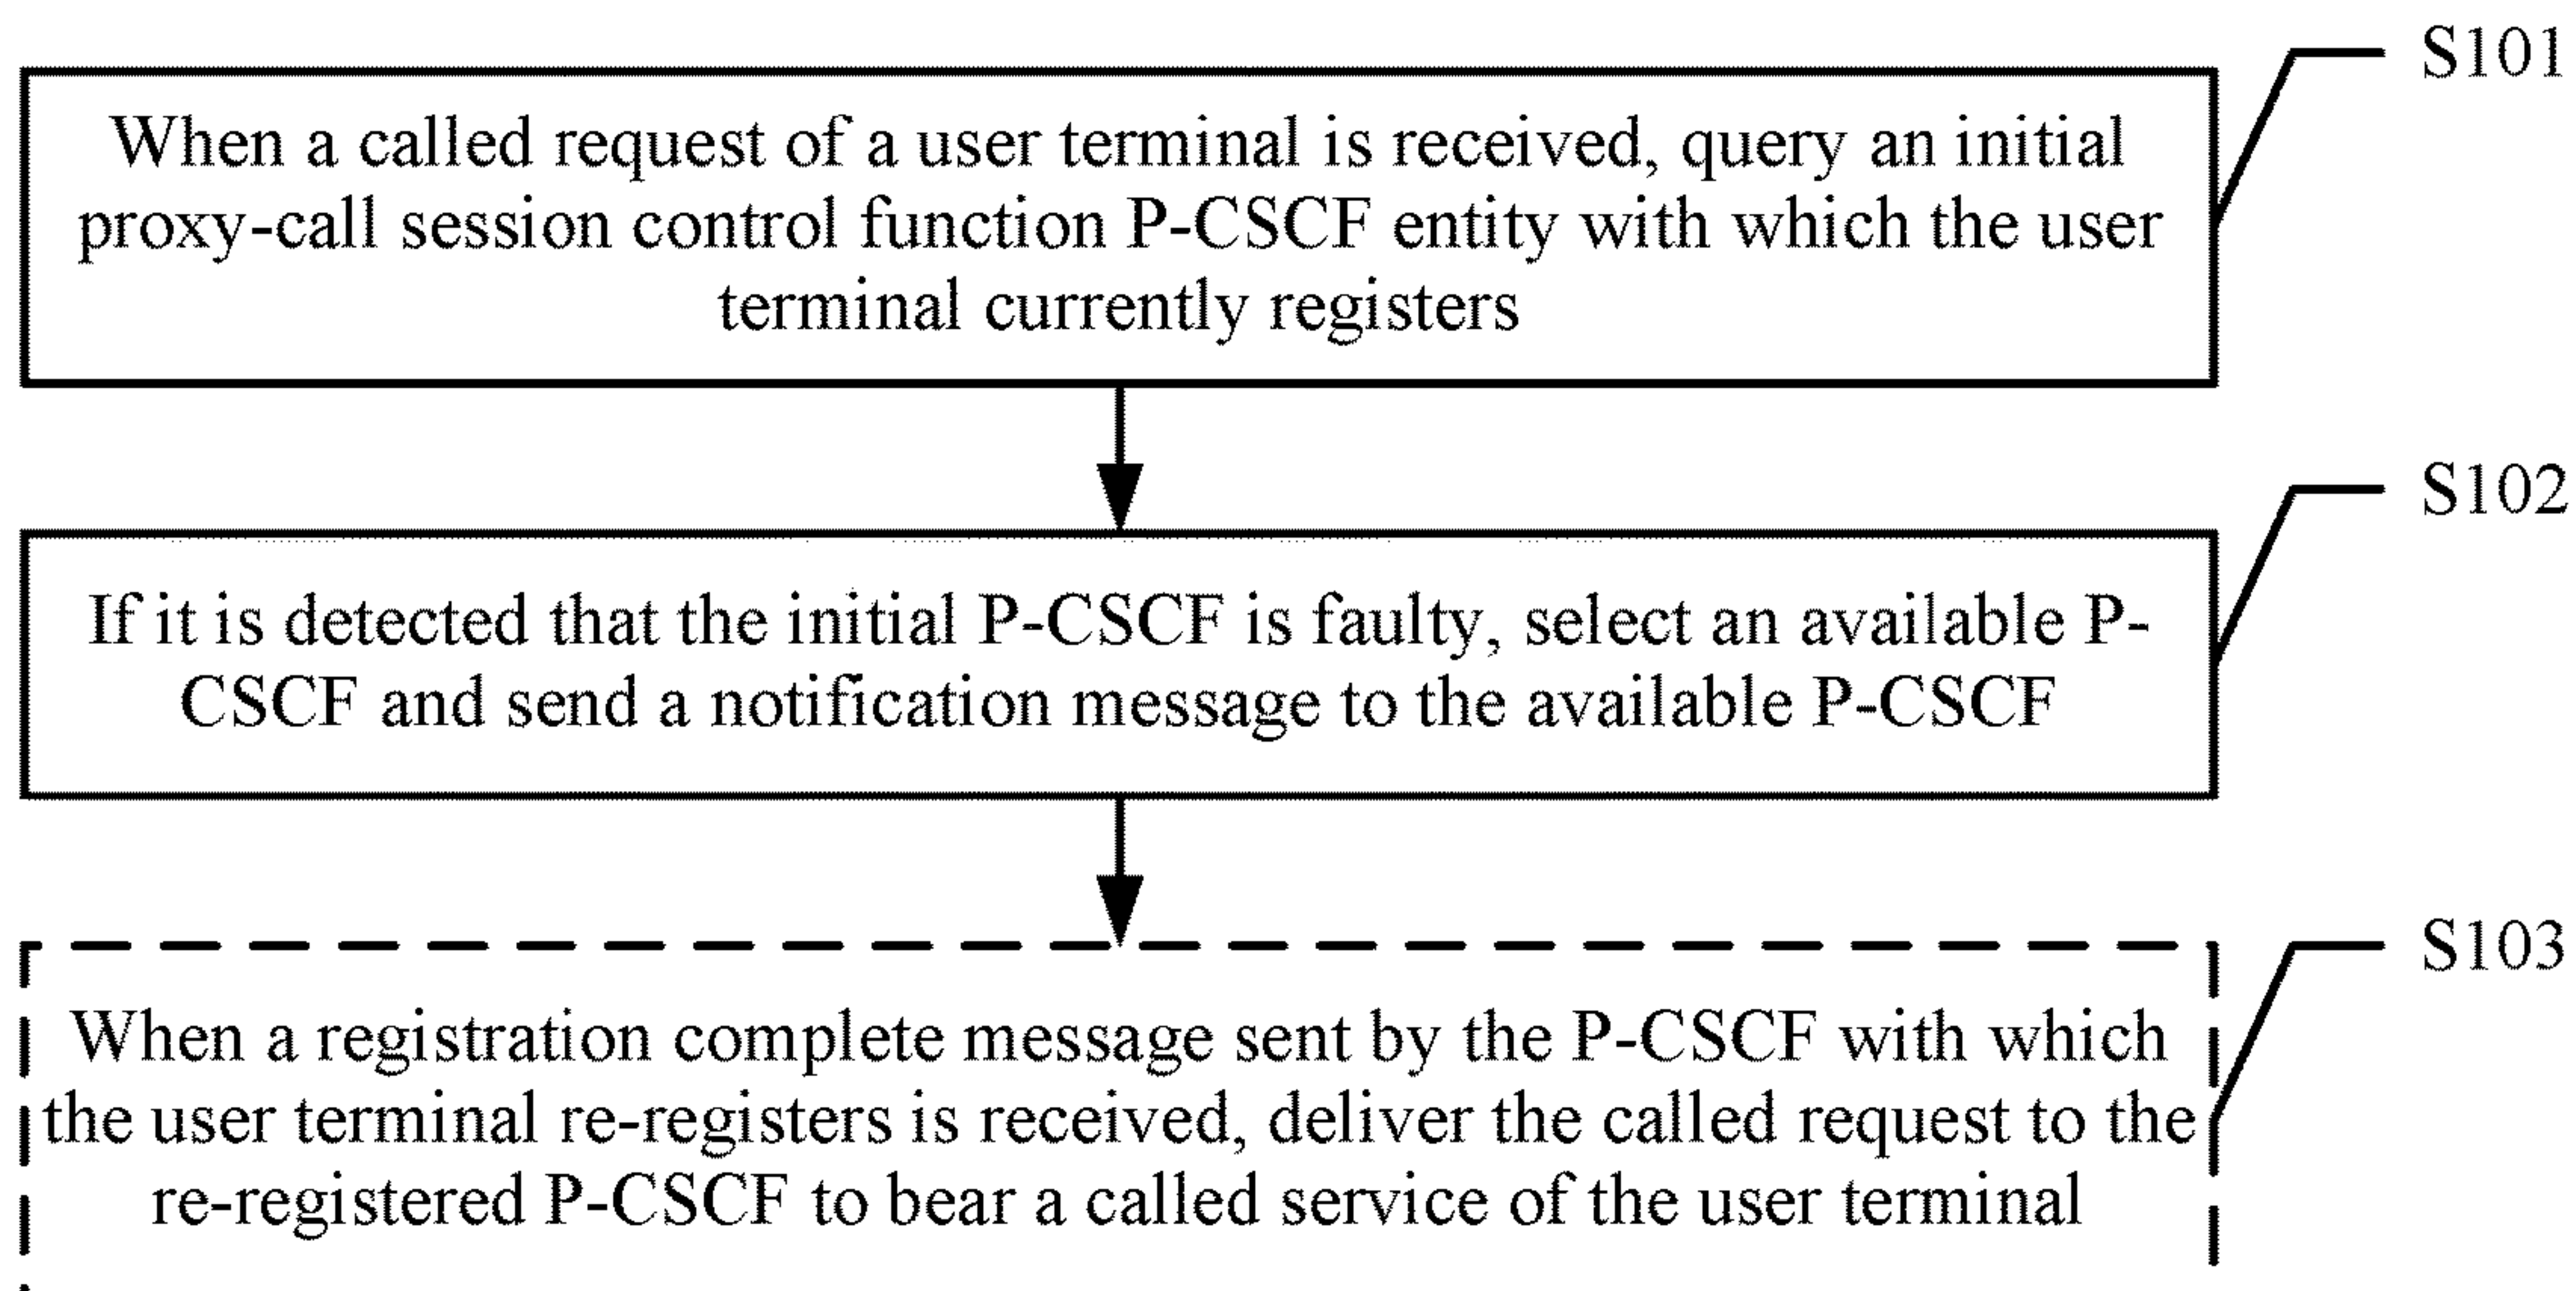 S101
When a called request of a user terminal is received, query an initial
proxy-call session control function P-CSCF entity with which the user
terminal currently registers
S102
If it is detected that the initial P-CSCF is faulty, select an available P-
CSCF and send a notification message to the available P-CSCF
S103
When a registration complete message sent by the P-CSCF with which
the user terminal re-registers is received, deliver the called request to the
re-registered P-CSCF to bear a called service of the user terminal